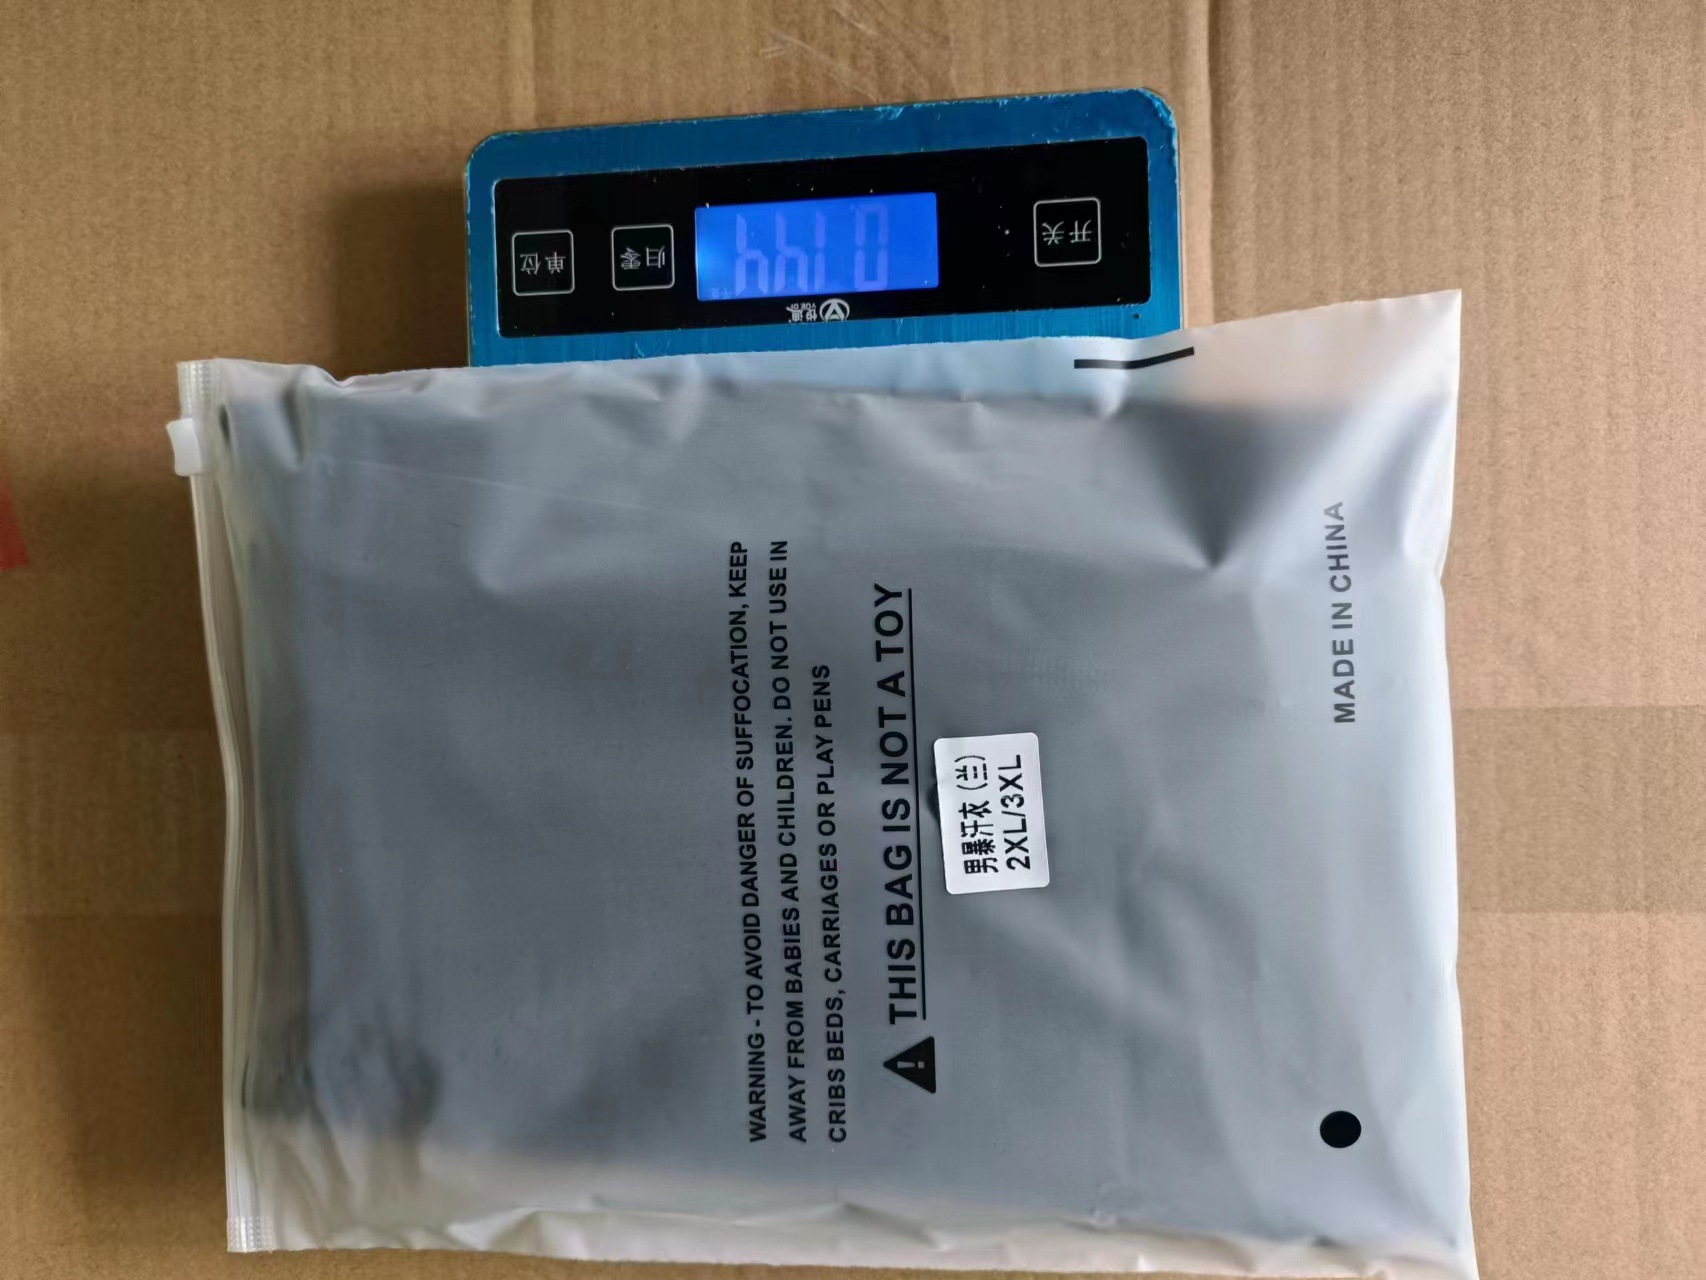 开关
0.144
归零
单位
WARNING - TO AVOID DANGER OF SUFFOCATION, KEEP
AWAY FROM BABIES AND CHILDREN. DO NOT USE IN
CRIBS BEDS, CARRIAGES OR PLAY PENS
THIS BAG IS NOT A TOY
男暴汗衣（兰）
2XL/3XL
MADE IN CHINA